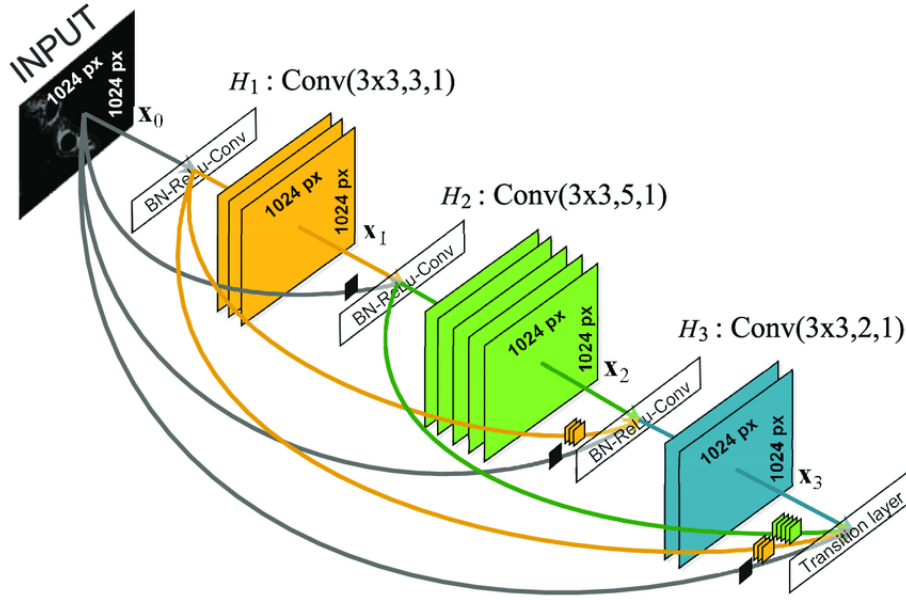 INPUT
1024 px
1024 px
x₀
BN-ReLu-Conv
H₁ : Conv(3x3,3,1)
1024 px
1024 px
x₁
BN-ReLu-Conv
H₂ : Conv(3x3,5,1)
1024 px
1024 px
x₂
BN-ReLu-Conv
H₃ : Conv(3x3,2,1)
1024 px
1024 px
x₃
Transition layer